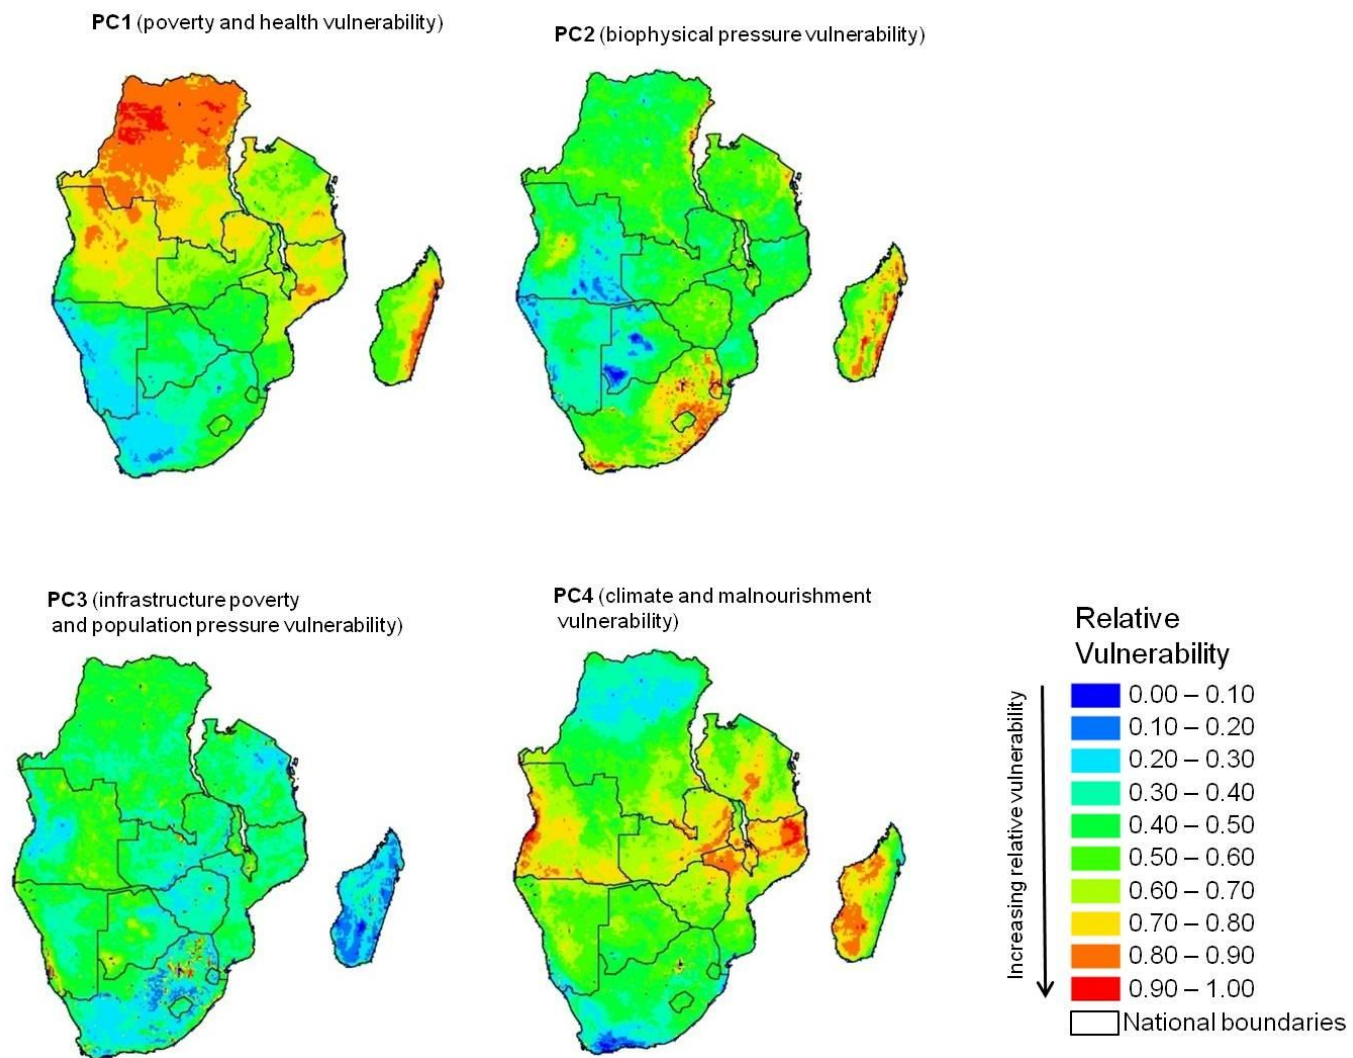 PC1 (poverty and health vulnerability)
PC2 (biophysical pressure vulnerability)
PC3 (infrastructure poverty
and population pressure vulnerability)
PC4 (climate and malnourishment
vulnerability)
Relative
Vulnerability
Increasing relative vulnerability
0.00 – 0.10
0.10 – 0.20
0.20 – 0.30
0.30 – 0.40
0.40 – 0.50
0.50 – 0.60
0.60 – 0.70
0.70 – 0.80
0.80 – 0.90
0.90 – 1.00
National boundaries